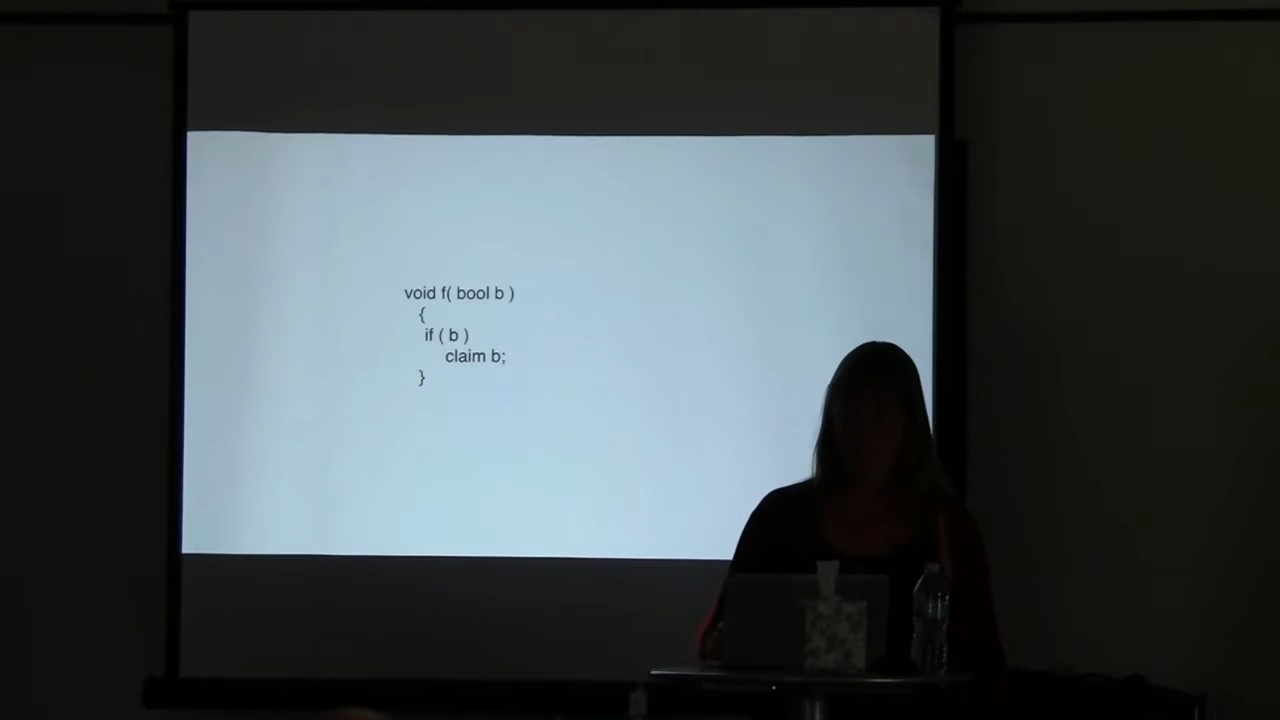 void f( bool b )
{
if ( b )
claim b;
}